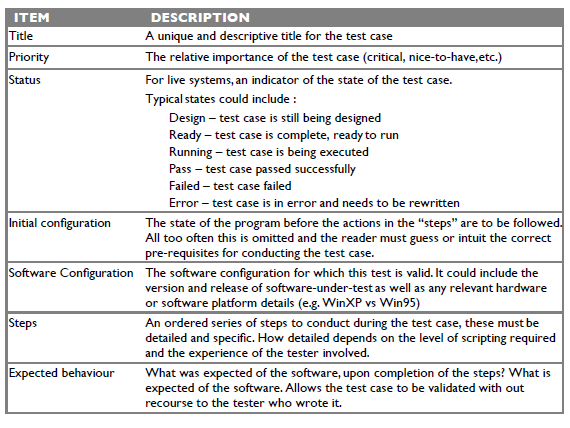 ITEM DESCRIPTION
Title A unique and descriptive title for the test case
Priority The relative importance of the test case (critical, nice-to-have,etc.)
Status For live systems, an indicator of the state of the test case.
Typical states could include :
Design – test case is still being designed
Ready – test case is complete, ready to run
Running – test case is being executed
Pass – test case passed successfully
Failed – test case failed
Error – test case is in error and needs to be rewritten
Initial configuration The state of the program before the actions in the “steps” are to be followed.
All too often this is omitted and the reader must guess or intuit the correct
pre-requisites for conducting the test case.
Software Configuration The software configuration for which this test is valid. It could include the
version and release of software-under-test as well as any relevant hardware
or software platform details (e.g. WinXP vs Win95)
Steps An ordered series of steps to conduct during the test case, these must be
detailed and specific. How detailed depends on the level of scripting required
and the experience of the tester involved.
Expected behaviour What was expected of the software, upon completion of the steps? What is
expected of the software. Allows the test case to be validated with out
recourse to the tester who wrote it.